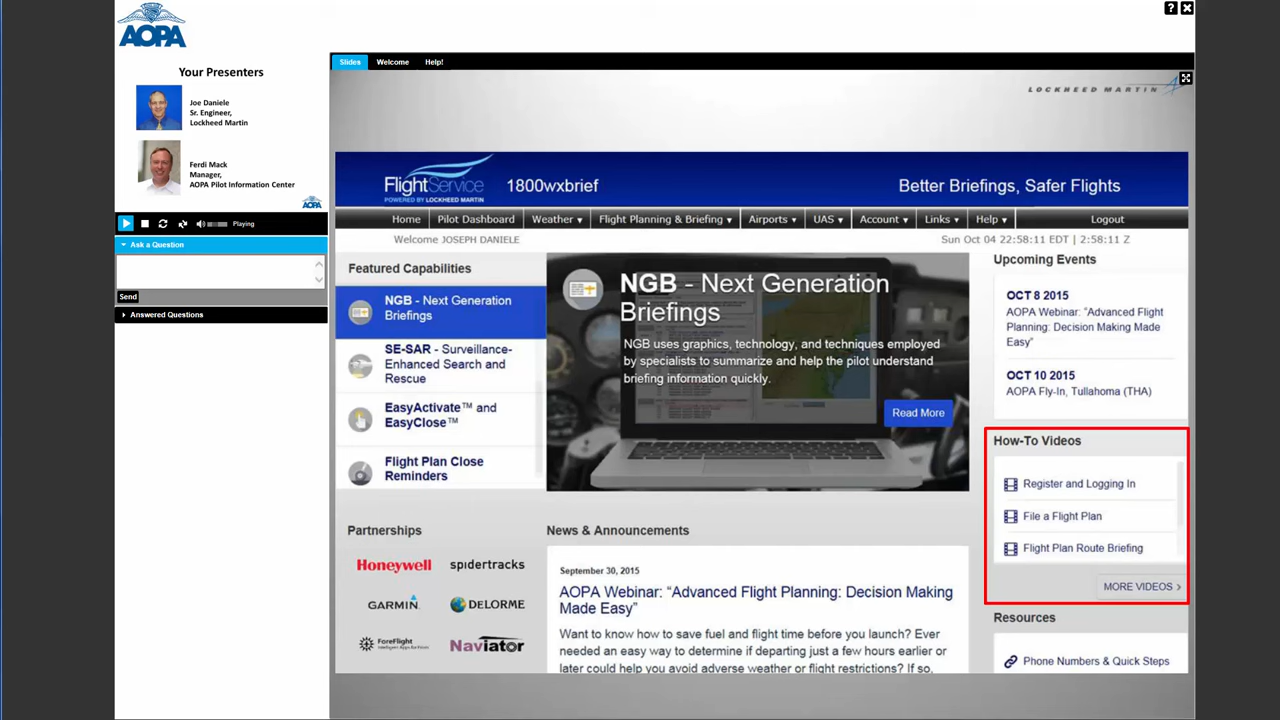 AOPA
Your Presenters
Joe Daniele
Sr. Engineer,
Lockheed Martin
Ferdi Mack
Manager,
AOPA Pilot Information Center
AOPA
Playing
Ask a Question
Send
Answered Questions
? X
Slides Welcome Help!
LOCKHEED MARTIN
FlightService
POWERED BY LOCKHEED MARTIN
1800wxbrief
Better Briefings, Safer Flights
Home Pilot Dashboard Weather Flight Planning & Briefing Airports UAS Account Links Help Logout
Welcome JOSEPH DANIELE
Sun Oct 04 22:58:11 EDT | 2:58:11 Z
Featured Capabilities
NGB - Next Generation
Briefings
SE-SAR - Surveillance-
Enhanced Search and
Rescue
EasyActivate™ and
EasyClose™
Flight Plan Close
Reminders
NGB - Next Generation
Briefings
NGB uses graphics, technology, and techniques employed
by specialists to summarize and help the pilot understand
briefing information quickly.
Read More
Upcoming Events
OCT 8 2015
AOPA Webinar: "Advanced Flight
Planning: Decision Making Made
Easy"
OCT 10 2015
AOPA Fly-In, Tullahoma (THA)
How-To Videos
Register and Logging In
File a Flight Plan
Flight Plan Route Briefing
MORE VIDEOS
Resources
Phone Numbers & Quick Steps
Partnerships
Honeywell spidertracks
GARMIN DELORME
ForeFlight
Intelligent Apps for Pilots
Naviator
News & Announcements
September 30, 2015
AOPA Webinar: "Advanced Flight Planning: Decision Making
Made Easy"
Want to know how to save fuel and flight time before you launch? Ever
needed an easy way to determine if departing just a few hours earlier or
later could help you avoid adverse weather or flight restrictions? If so,